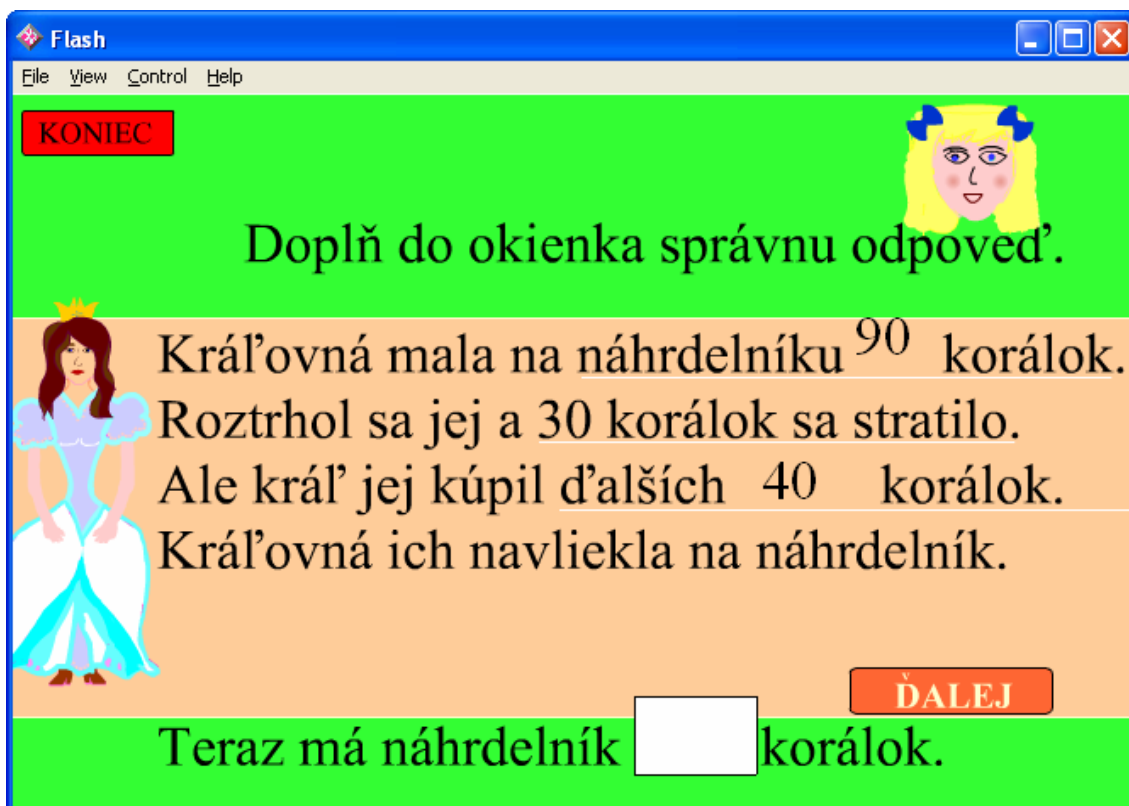 Flash
File View Control Help
KONIEC
Doplň do okienka správnu odpoveď.
Kráľovná mala na náhrdelníku 90 korálok.
Roztrhol sa jej a 30 korálok sa stratilo.
Ale kráľ jej kúpil ďalších 40 korálok.
Kráľovná ich navliekla na náhrdelník.
ĎALEJ
Teraz má náhrdelník korálok.